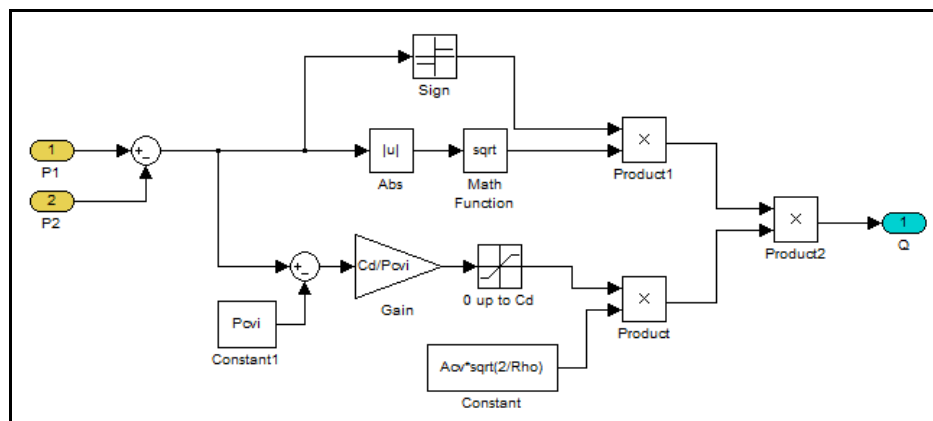 Sign
1
P1
|u|
Abs
sqrt
Math
Function
×
Product1
2
P2
×
Product2
1
Q
Cd/Pcvi
Gain
0 up to Cd
×
Product
Pcvi
Constant1
Acv*sqrt(2/Rho)
Constant